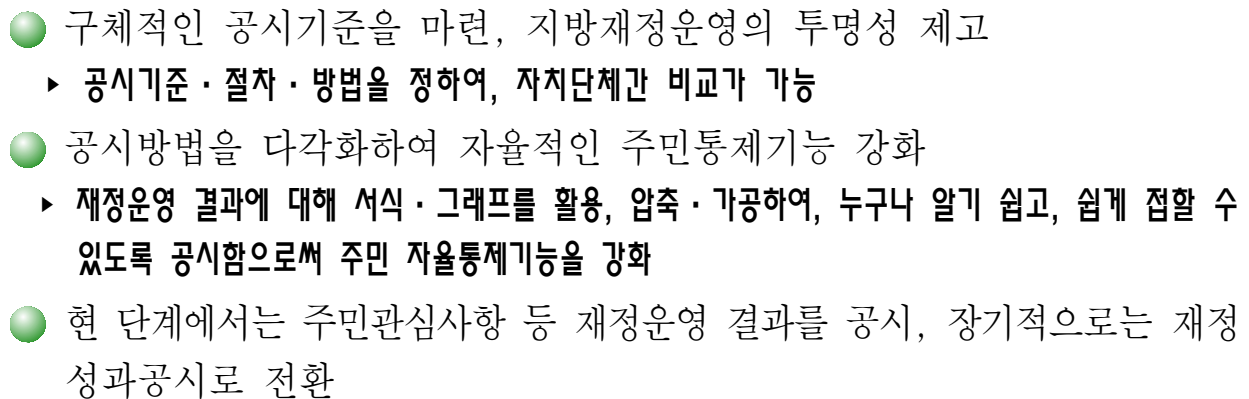 구체적인 공시기준을 마련, 지방재정운영의 투명성 제고
▸ 공시기준 · 절차 · 방법을 정하여, 자치단체간 비교가 가능
공시방법을 다각화하여 자율적인 주민통제기능 강화
▸ 재정운영 결과에 대해 서식 · 그래프를 활용, 압축 · 가공하여, 누구나 알기 쉽고, 쉽게 접할 수
있도록 공시함으로써 주민 자율통제기능을 강화
현 단계에서는 주민관심사항 등 재정운영 결과를 공시, 장기적으로는 재정
성과공시로 전환